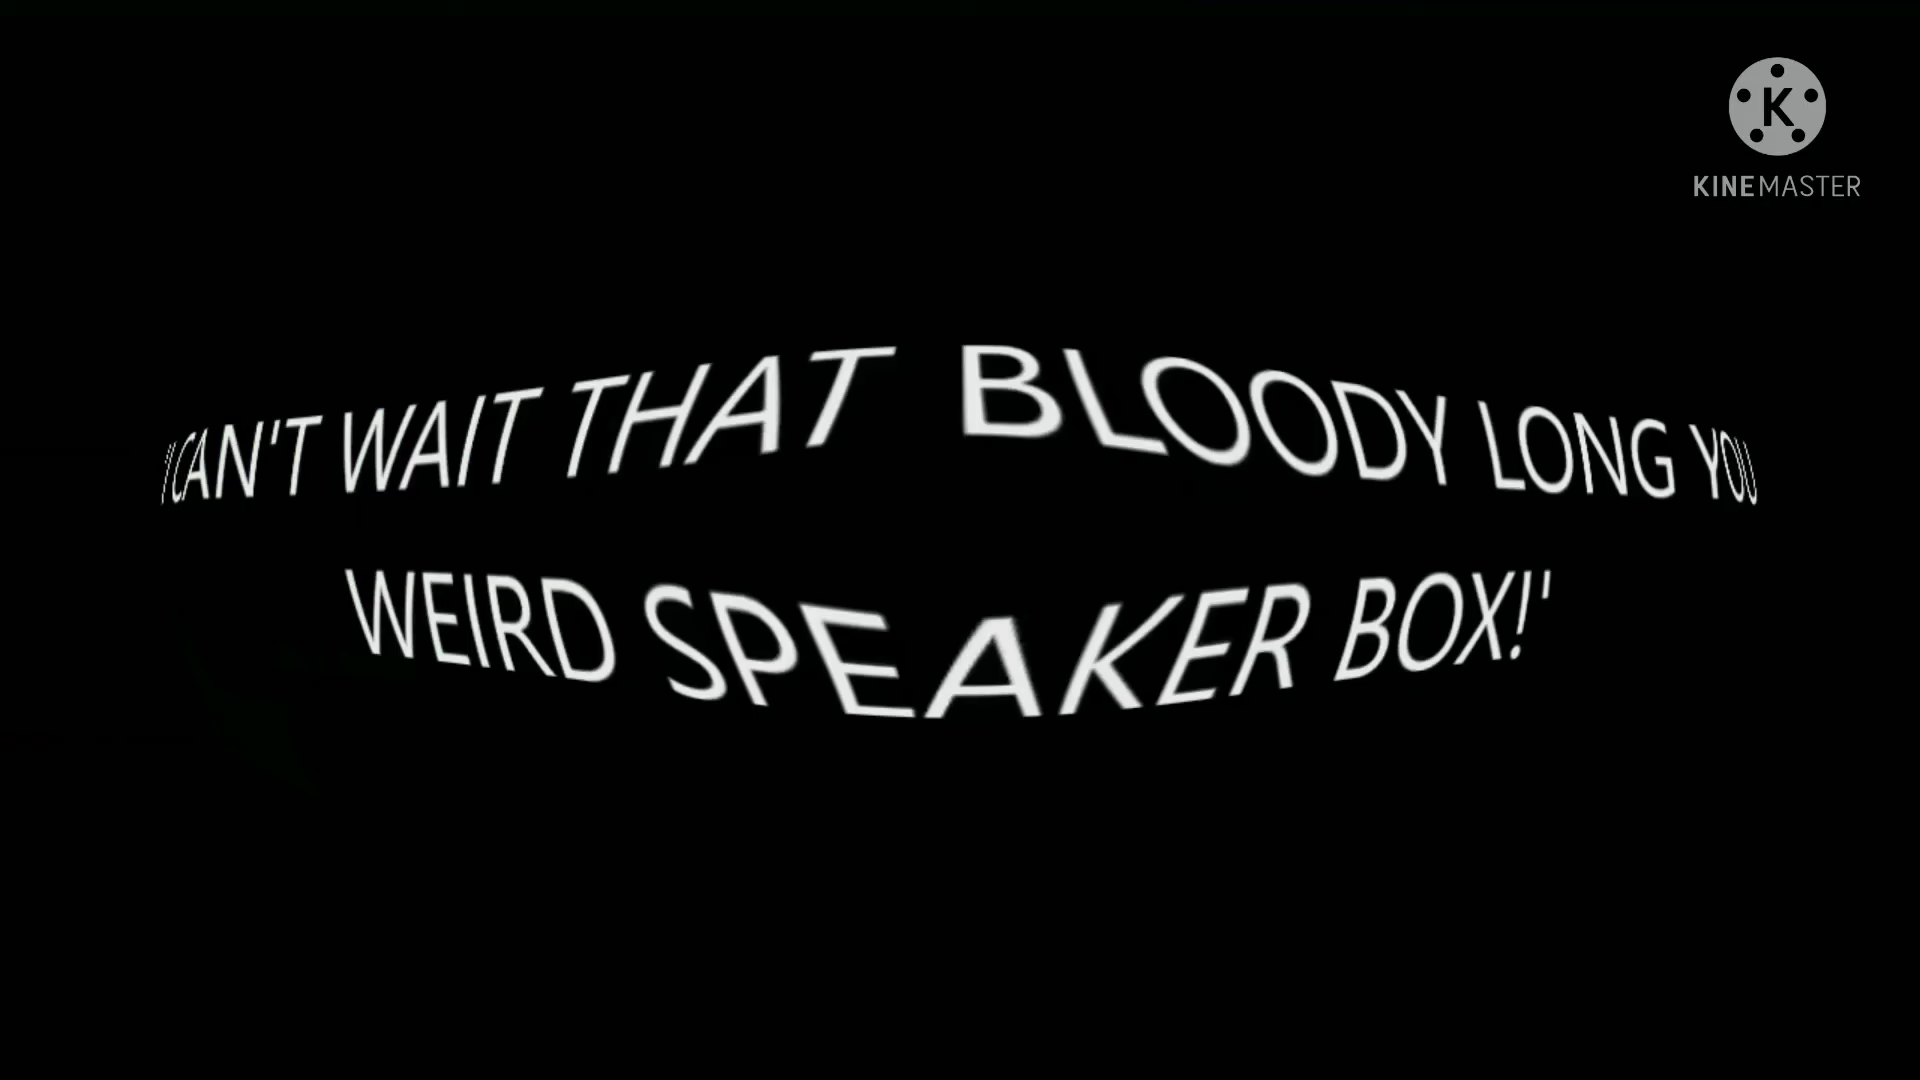 K
KINEMASTER
'I CAN'T WAIT THAT BLOODY LONG YOU
WEIRD SPEAKER BOX!'